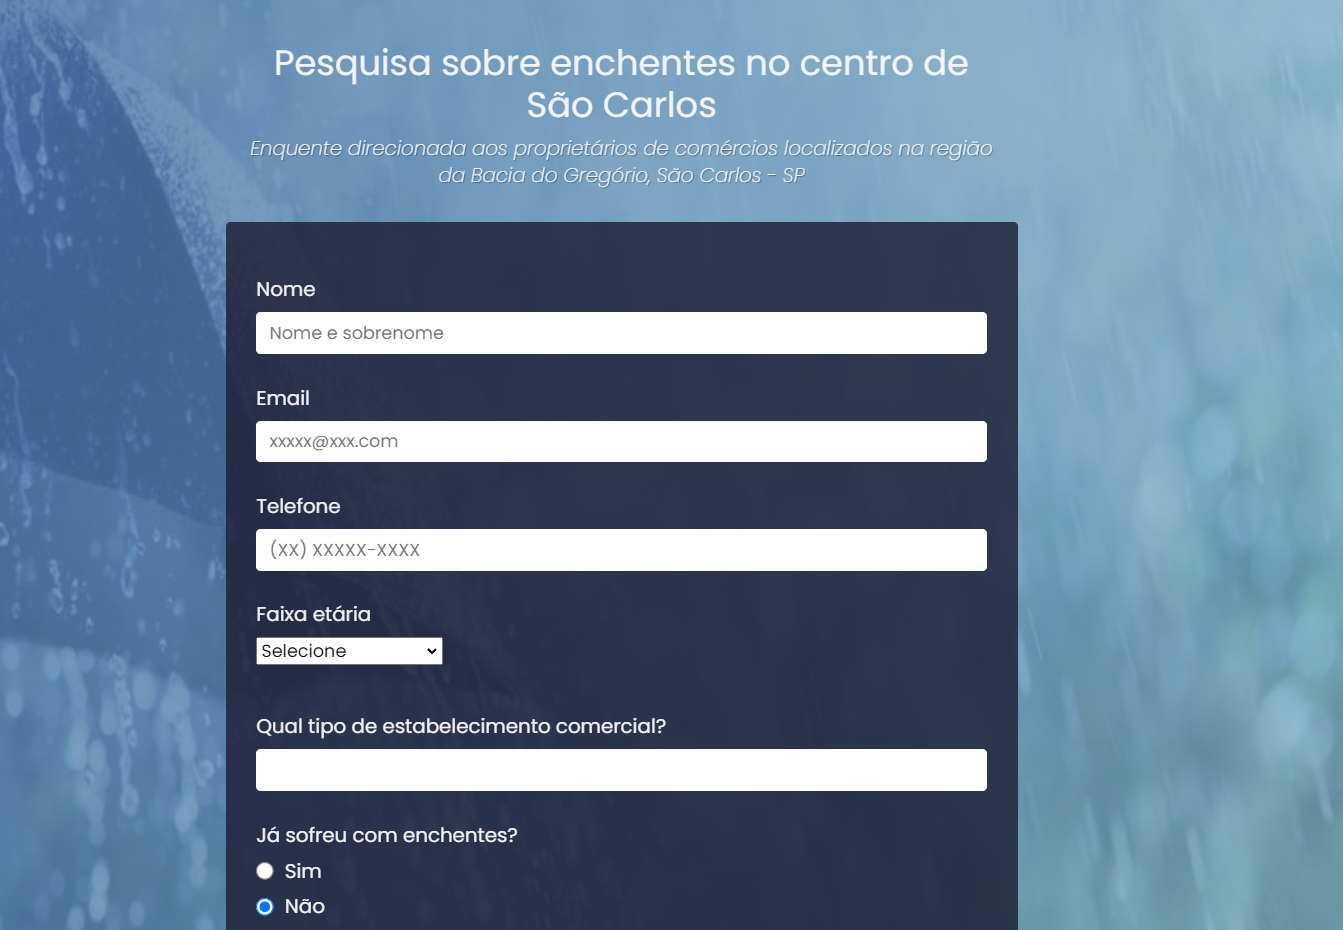 Pesquisa sobre enchentes no centro de
São Carlos
Enquente direcionada aos proprietários de comércios localizados na região
da Bacia do Gregório, São Carlos - SP
Nome
Nome e sobrenome
Email
xxxxx@xxx.com
Telefone
(XX) XXXXX-XXXX
Faixa etária
Selecione
Qual tipo de estabelecimento comercial?
Já sofreu com enchentes?
Sim
Não